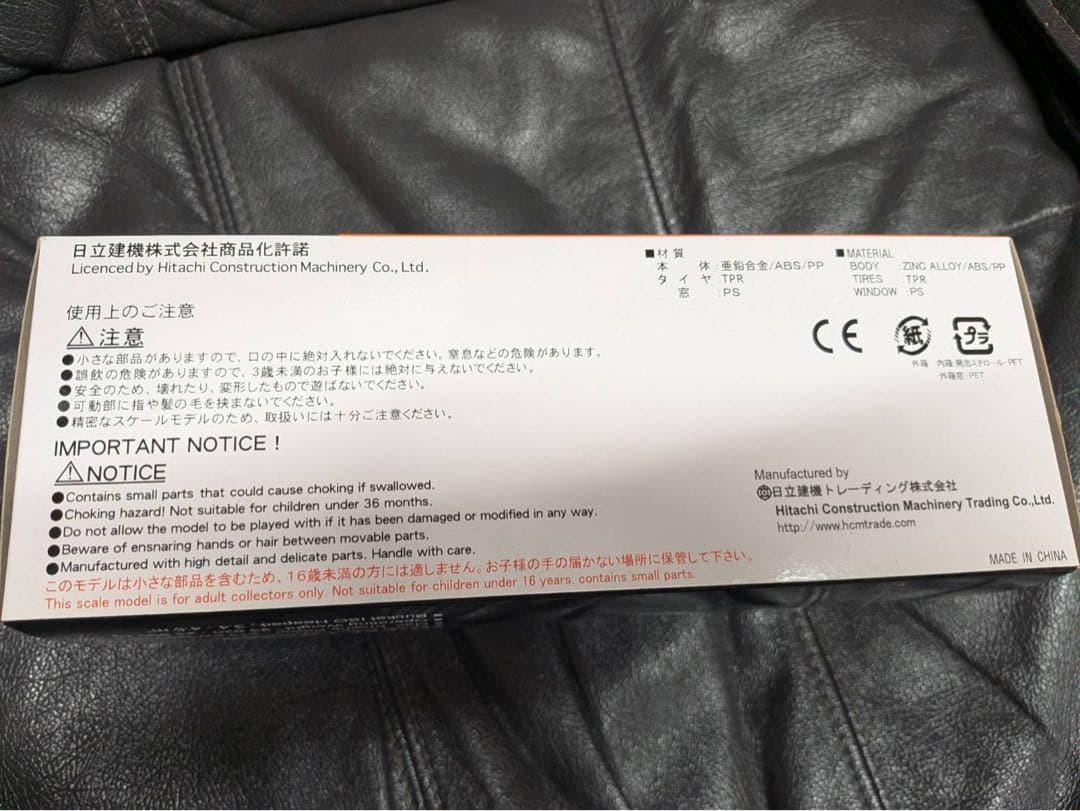 日立建機株式会社商品化許諾
Licenced by Hitachi Construction Machinery Co., Ltd.
使用上のご注意
注意
●小さな部品がありますので、口の中に絶対入れないでください。窒息などの危険があります。
●誤飲の危険がありますので、3歳未満のお子様には絶対に与えないでください。
●安全のため、壊れたり、変形したもので遊ばないでください。
●可動部に指や髪の毛を挟まないでください。
●精密なスケールモデルのため、取扱いには十分ご注意ください。
IMPORTANT NOTICE !
NOTICE
●Contains small parts that could cause choking if swallowed.
●Choking hazard! Not suitable for children under 36 months.
●Do not allow the model to be played with if it has been damaged or modified in any way.
●Beware of ensnaring hands or hair between movable parts.
●Manufactured with high detail and delicate parts. Handle with care.
このモデルは小さな部品を含むため、16歳未満の方には適しません。お子様の手の届かない場所に保管して下さい。
This scale model is for adult collectors only. Not suitable for children under 16 years. contains small parts.
■材質
本体:亜鉛合金/ABS/PP
タイヤ:TPR
窓:PS
■MATERIAL
BODY :ZINC ALLOY/ABS/PP
TIRES :TPR
WINDOW :PS
CE
紙
プラ
外箱
内箱:発泡スチロール・PET
外箱窓:PET
Manufactured by
日立建機トレーディング株式会社
Hitachi Construction Machinery Trading Co.,Ltd.
http://www.hcmtrade.com
MADE IN CHINA